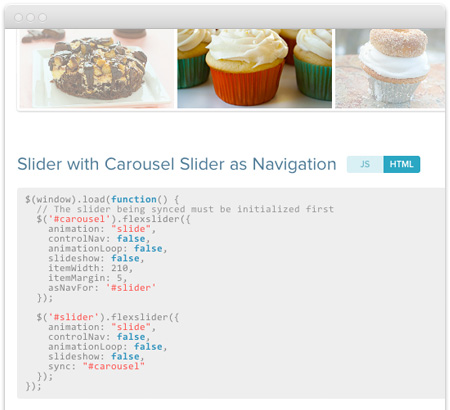 Slider with Carousel Slider as Navigation JS HTML
$(window).load(function() {
  // The slider being synced must be initialized first
  $('#carousel').flexslider({
    animation: "slide",
    controlNav: false,
    animationLoop: false,
    slideshow: false,
    itemWidth: 210,
    itemMargin: 5,
    asNavFor: '#slider'
  });

  $('#slider').flexslider({
    animation: "slide",
    controlNav: false,
    animationLoop: false,
    slideshow: false,
    sync: "#carousel"
  });
});